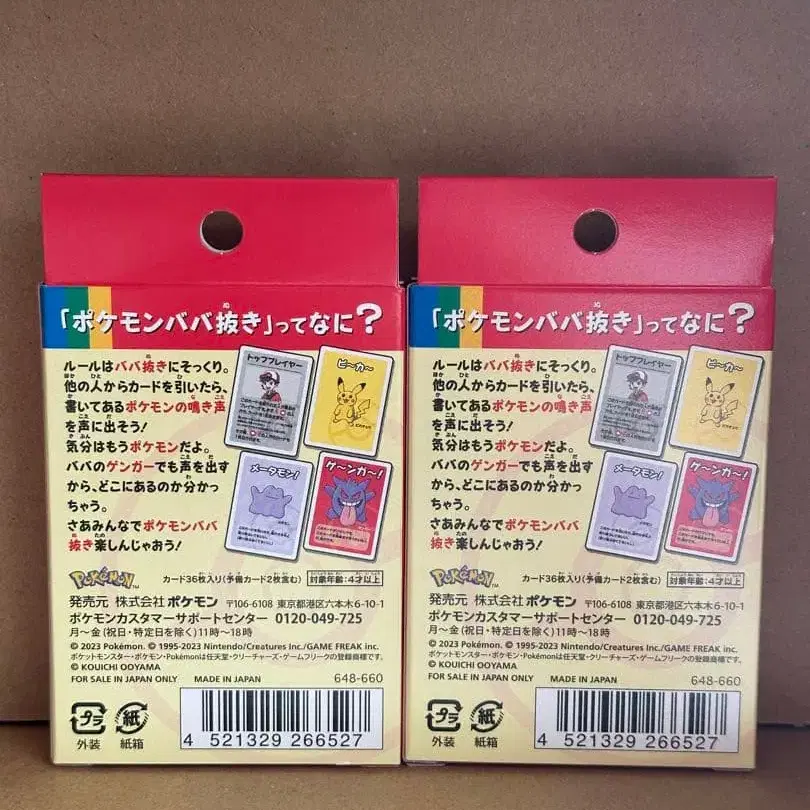 「ポケモンババ抜き」ってなに?
ルールはババ抜きにそっくり。
他の人からカードを引いたら、
書いてあるポケモンの鳴き声
を声に出そう!
気分はもうポケモンだよ。
ババのゲンガーでも声を出す
から、どこにあるのか分かっ
ちゃう。
さあみんなでポケモンババ
抜き楽しんじゃおう!
トップフレイヤー
ピ〜カ〜
メ〜タモン!
ゲ〜ンガ〜!
POKÉMON™
カード36枚入り(予備カード2枚含む) 対象年齢:4才以上
発売元 株式会社ポケモン 〒106-6108 東京都港区六本木6-10-1
ポケモンカスタマーサポートセンター 0120-049-725
月〜金(祝日・特定日を除く)11時〜18時
© 2023 Pokémon. © 1995-2023 Nintendo/Creatures Inc./GAME FREAK inc.
ポケットモンスター・ポケモン・Pokémonは任天堂・クリーチャーズ・ゲームフリークの登録商標です。
© KOUICHI OOYAMA
FOR SALE IN JAPAN ONLY MADE IN JAPAN 648-660
プラ 紙
外装 紙箱
4 521329 266527
「ポケモンババ抜き」ってなに?
ルールはババ抜きにそっくり。
他の人からカードを引いたら、
書いてあるポケモンの鳴き声
を声に出そう!
気分はもうポケモンだよ。
ババのゲンガーでも声を出す
から、どこにあるのか分かっ
ちゃう。
さあみんなでポケモンババ
抜き楽しんじゃおう!
トップフレイヤー
ピ〜カ〜
メ〜タモン!
ゲ〜ンガ〜!
POKÉMON™
カード36枚入り(予備カード2枚含む) 対象年齢:4才以上
発売元 株式会社ポケモン 〒106-6108 東京都港区六本木6-10-1
ポケモンカスタマーサポートセンター 0120-049-725
月〜金(祝日・特定日を除く)11時〜18時
© 2023 Pokémon. © 1995-2023 Nintendo/Creatures Inc./GAME FREAK inc.
ポケットモンスター・ポケモン・Pokémonは任天堂・クリーチャーズ・ゲームフリークの登録商標です。
© KOUICHI OOYAMA
FOR SALE IN JAPAN ONLY MADE IN JAPAN 648-660
プラ 紙
外装 紙箱
4 521329 266527